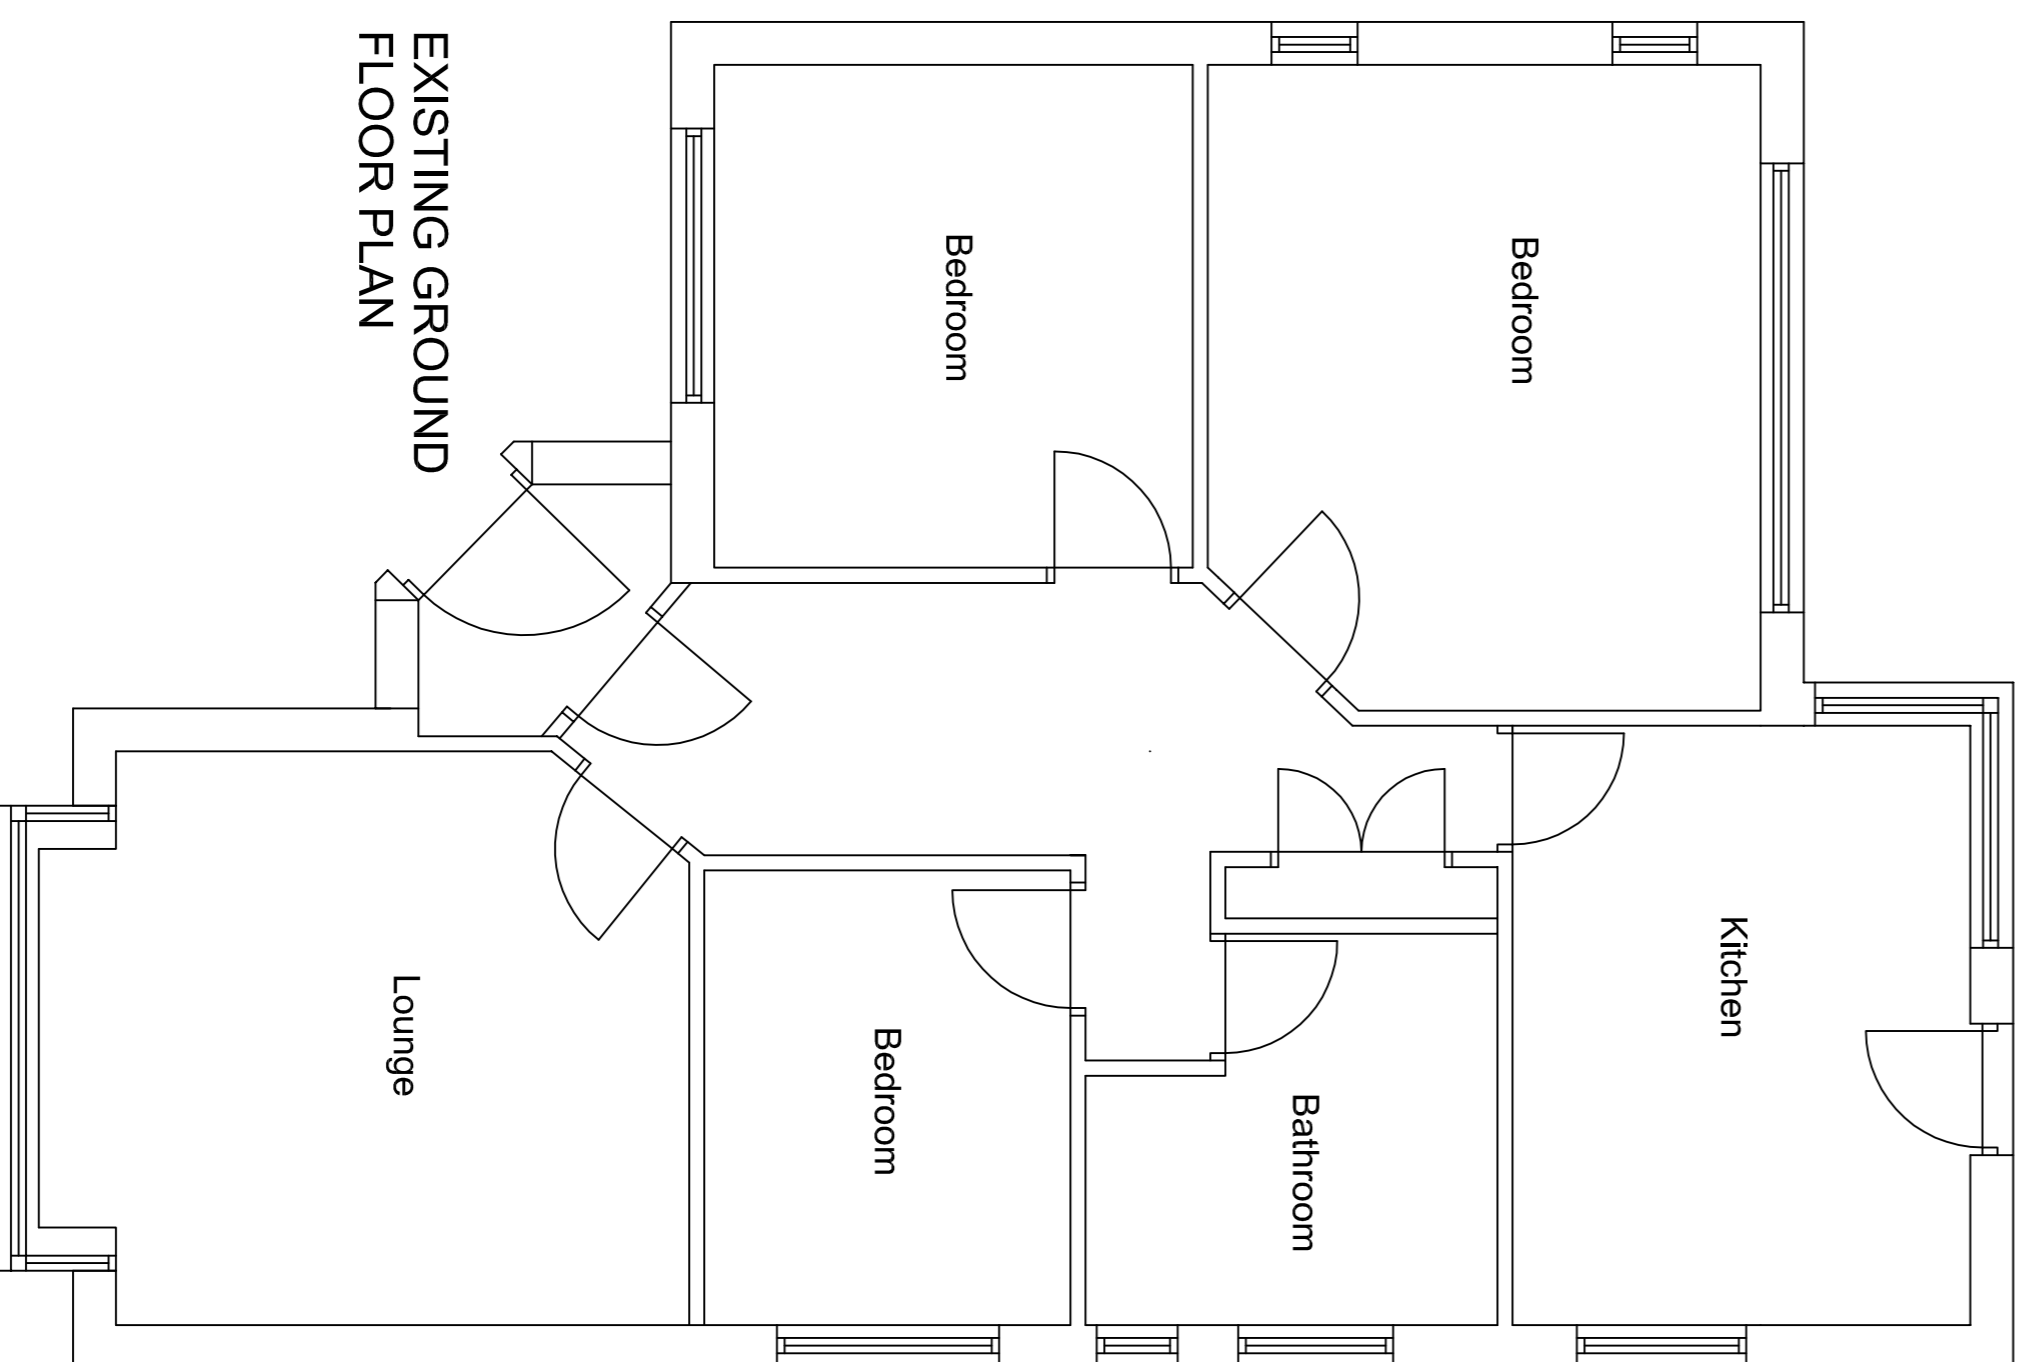 EXISTING GROUND
FLOOR PLAN
Bedroom
Bedroom
Kitchen
Bathroom
Bedroom
Lounge